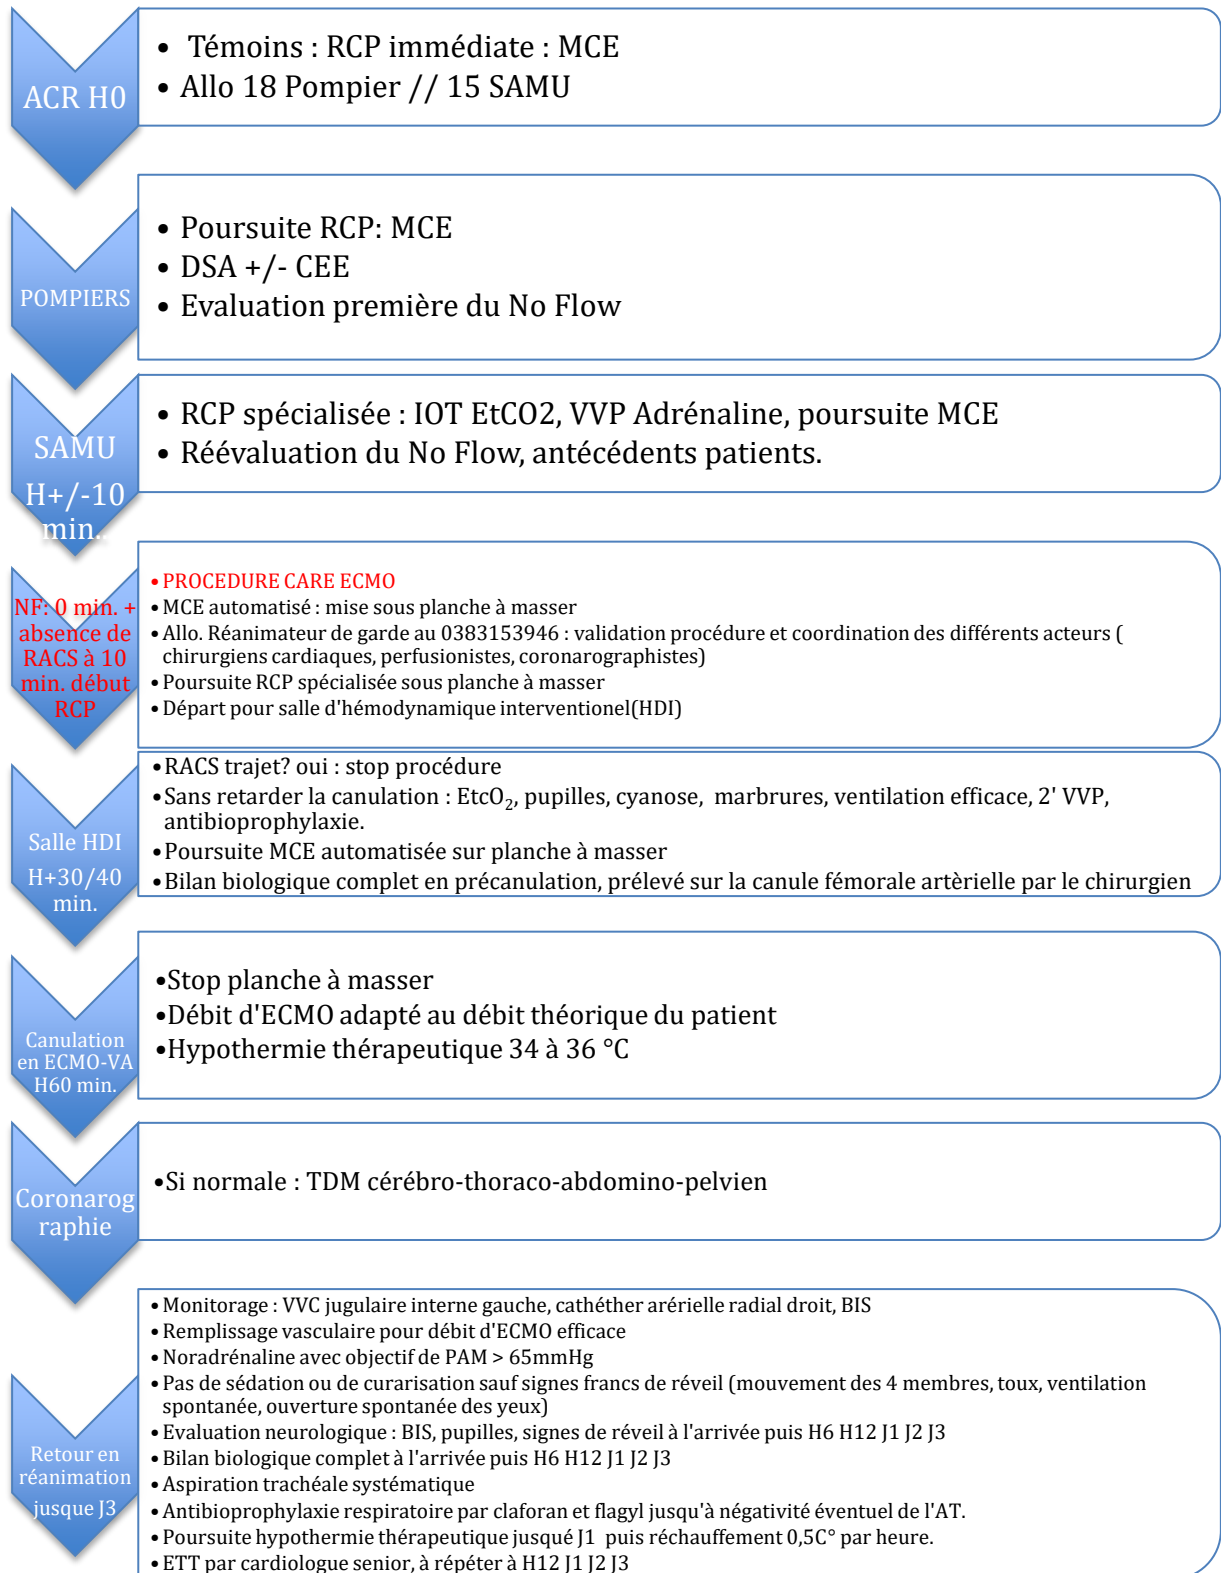 ACR H0
• Témoins : RCP immédiate : MCE
• Allo 18 Pompier // 15 SAMU
POMPIERS
• Poursuite RCP: MCE
• DSA +/- CEE
• Evaluation première du No Flow
SAMU
H+/-10
min..
• RCP spécialisée : IOT EtCO2, VVP Adrénaline, poursuite MCE
• Réévaluation du No Flow, antécédents patients.
NF: 0 min. +
absence de
RACS à 10
min. début
RCP
• PROCEDURE CARE ECMO
• MCE automatisé : mise sous planche à masser
• Allo. Réanimateur de garde au 0383153946 : validation procédure et coordination des différents acteurs (
chirurgiens cardiaques, perfusionistes, coronarographistes)
• Poursuite RCP spécialisée sous planche à masser
• Départ pour salle d'hémodynamique interventionel(HDI)
Salle HDI
H+30/40
min.
• RACS trajet? oui : stop procédure
• Sans retarder la canulation : EtcO₂, pupilles, cyanose, marbrures, ventilation efficace, 2' VVP,
antibioprophylaxie.
• Poursuite MCE automatisée sur planche à masser
• Bilan biologique complet en précanulation, prélevé sur la canule fémorale artèrielle par le chirurgien
Canulation
en ECMO-VA
H60 min.
•Stop planche à masser
•Débit d'ECMO adapté au débit théorique du patient
•Hypothermie thérapeutique 34 à 36 °C
Coronarog
raphie
•Si normale : TDM cérébro-thoraco-abdomino-pelvien
Retour en
réanimation
jusque J3
• Monitorage : VVC jugulaire interne gauche, cathéther arérielle radial droit, BIS
• Remplissage vasculaire pour débit d'ECMO efficace
• Noradrénaline avec objectif de PAM > 65mmHg
• Pas de sédation ou de curarisation sauf signes francs de réveil (mouvement des 4 membres, toux, ventilation
spontanée, ouverture spontanée des yeux)
• Evaluation neurologique : BIS, pupilles, signes de réveil à l'arrivée puis H6 H12 J1 J2 J3
• Bilan biologique complet à l'arrivée puis H6 H12 J1 J2 J3
• Aspiration trachéale systématique
• Antibioprophylaxie respiratoire par claforan et flagyl jusqu'à négativité éventuel de l'AT.
• Poursuite hypothermie thérapeutique jusqué J1 puis réchauffement 0,5C° par heure.
• ETT par cardiologue senior, à répéter à H12 J1 J2 J3